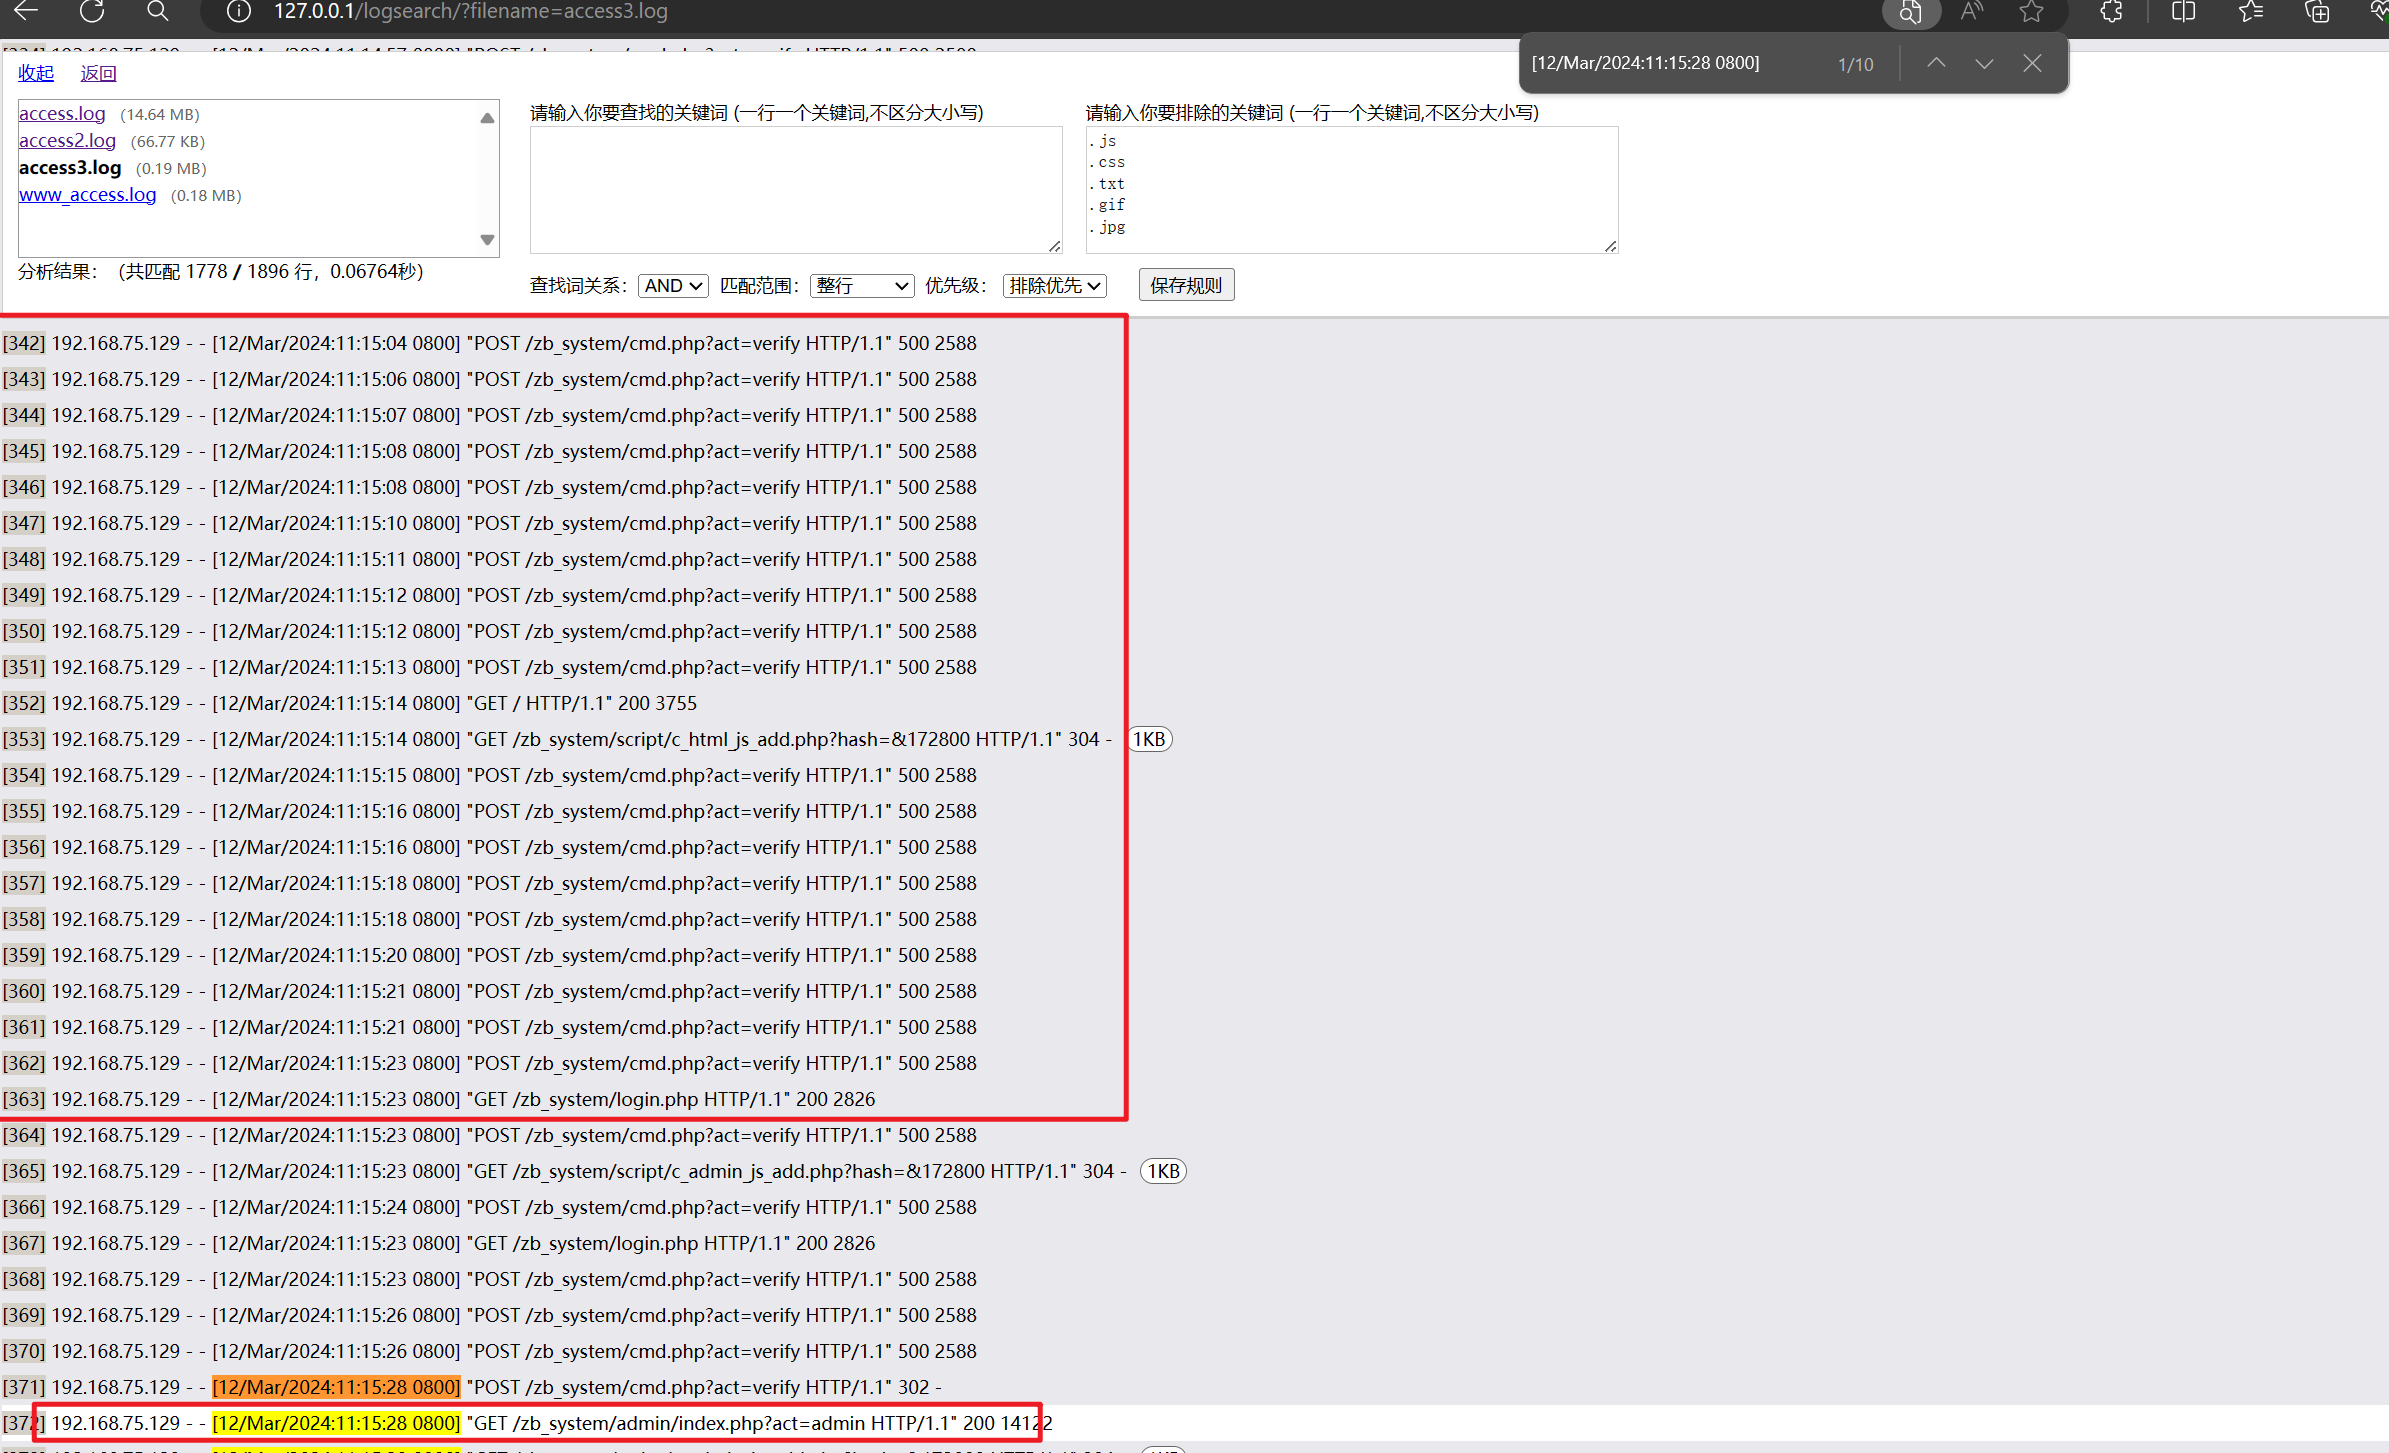 127.0.0.1/logsearch/?filename=access3.log
[12/Mar/2024:11:15:28 0800] 1/10
收起 返回
access.log (14.64 MB)
access2.log (66.77 KB)
access3.log (0.19 MB)
www_access.log (0.18 MB)
分析结果： （共匹配 1778 / 1896 行，0.06764秒）
请输入你要查找的关键词 (一行一个关键词,不区分大小写)
请输入你要排除的关键词 (一行一个关键词,不区分大小写)
.js
.css
.txt
.gif
.jpg
查找词关系： AND 匹配范围： 整行 优先级： 排除优先 保存规则
[342] 192.168.75.129 - - [12/Mar/2024:11:15:04 0800] "POST /zb_system/cmd.php?act=verify HTTP/1.1" 500 2588
[343] 192.168.75.129 - - [12/Mar/2024:11:15:06 0800] "POST /zb_system/cmd.php?act=verify HTTP/1.1" 500 2588
[344] 192.168.75.129 - - [12/Mar/2024:11:15:07 0800] "POST /zb_system/cmd.php?act=verify HTTP/1.1" 500 2588
[345] 192.168.75.129 - - [12/Mar/2024:11:15:08 0800] "POST /zb_system/cmd.php?act=verify HTTP/1.1" 500 2588
[346] 192.168.75.129 - - [12/Mar/2024:11:15:08 0800] "POST /zb_system/cmd.php?act=verify HTTP/1.1" 500 2588
[347] 192.168.75.129 - - [12/Mar/2024:11:15:10 0800] "POST /zb_system/cmd.php?act=verify HTTP/1.1" 500 2588
[348] 192.168.75.129 - - [12/Mar/2024:11:15:11 0800] "POST /zb_system/cmd.php?act=verify HTTP/1.1" 500 2588
[349] 192.168.75.129 - - [12/Mar/2024:11:15:12 0800] "POST /zb_system/cmd.php?act=verify HTTP/1.1" 500 2588
[350] 192.168.75.129 - - [12/Mar/2024:11:15:12 0800] "POST /zb_system/cmd.php?act=verify HTTP/1.1" 500 2588
[351] 192.168.75.129 - - [12/Mar/2024:11:15:13 0800] "POST /zb_system/cmd.php?act=verify HTTP/1.1" 500 2588
[352] 192.168.75.129 - - [12/Mar/2024:11:15:14 0800] "GET / HTTP/1.1" 200 3755
[353] 192.168.75.129 - - [12/Mar/2024:11:15:14 0800] "GET /zb_system/script/c_html_js_add.php?hash=&172800 HTTP/1.1" 304 - 1KB
[354] 192.168.75.129 - - [12/Mar/2024:11:15:15 0800] "POST /zb_system/cmd.php?act=verify HTTP/1.1" 500 2588
[355] 192.168.75.129 - - [12/Mar/2024:11:15:16 0800] "POST /zb_system/cmd.php?act=verify HTTP/1.1" 500 2588
[356] 192.168.75.129 - - [12/Mar/2024:11:15:16 0800] "POST /zb_system/cmd.php?act=verify HTTP/1.1" 500 2588
[357] 192.168.75.129 - - [12/Mar/2024:11:15:18 0800] "POST /zb_system/cmd.php?act=verify HTTP/1.1" 500 2588
[358] 192.168.75.129 - - [12/Mar/2024:11:15:18 0800] "POST /zb_system/cmd.php?act=verify HTTP/1.1" 500 2588
[359] 192.168.75.129 - - [12/Mar/2024:11:15:20 0800] "POST /zb_system/cmd.php?act=verify HTTP/1.1" 500 2588
[360] 192.168.75.129 - - [12/Mar/2024:11:15:21 0800] "POST /zb_system/cmd.php?act=verify HTTP/1.1" 500 2588
[361] 192.168.75.129 - - [12/Mar/2024:11:15:21 0800] "POST /zb_system/cmd.php?act=verify HTTP/1.1" 500 2588
[362] 192.168.75.129 - - [12/Mar/2024:11:15:23 0800] "POST /zb_system/cmd.php?act=verify HTTP/1.1" 500 2588
[363] 192.168.75.129 - - [12/Mar/2024:11:15:23 0800] "GET /zb_system/login.php HTTP/1.1" 200 2826
[364] 192.168.75.129 - - [12/Mar/2024:11:15:23 0800] "POST /zb_system/cmd.php?act=verify HTTP/1.1" 500 2588
[365] 192.168.75.129 - - [12/Mar/2024:11:15:23 0800] "GET /zb_system/script/c_admin_js_add.php?hash=&172800 HTTP/1.1" 304 - 1KB
[366] 192.168.75.129 - - [12/Mar/2024:11:15:24 0800] "POST /zb_system/cmd.php?act=verify HTTP/1.1" 500 2588
[367] 192.168.75.129 - - [12/Mar/2024:11:15:23 0800] "GET /zb_system/login.php HTTP/1.1" 200 2826
[368] 192.168.75.129 - - [12/Mar/2024:11:15:23 0800] "POST /zb_system/cmd.php?act=verify HTTP/1.1" 500 2588
[369] 192.168.75.129 - - [12/Mar/2024:11:15:26 0800] "POST /zb_system/cmd.php?act=verify HTTP/1.1" 500 2588
[370] 192.168.75.129 - - [12/Mar/2024:11:15:26 0800] "POST /zb_system/cmd.php?act=verify HTTP/1.1" 500 2588
[371] 192.168.75.129 - - [12/Mar/2024:11:15:28 0800] "POST /zb_system/cmd.php?act=verify HTTP/1.1" 302 -
[372] 192.168.75.129 - - [12/Mar/2024:11:15:28 0800] "GET /zb_system/admin/index.php?act=admin HTTP/1.1" 200 14122